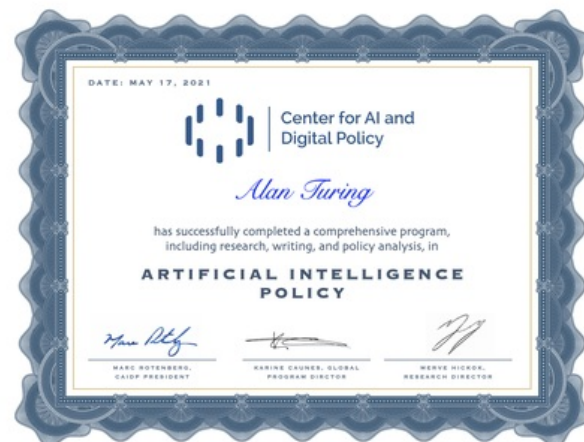 DATE: MAY 17, 2021
Center for AI and
Digital Policy
Alan Turing
has successfully completed a comprehensive program,
including research, writing, and policy analysis, in
ARTIFICIAL INTELLIGENCE
POLICY
MARC ROTENBERG,
CAIDP PRESIDENT
KARINE CAUNES, GLOBAL
PROGRAM DIRCTOR
MERVE HICKOK,
RESEARCH DIRECTOR